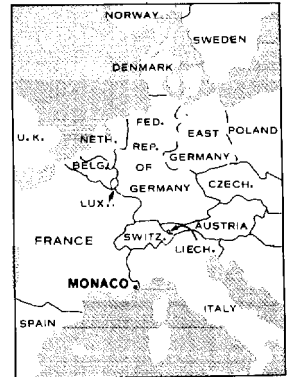 NORWAY
SWEDEN
DENMARK
U.K.
NETH.
FED.
REP.
OF
GERMANY
EAST
GERMANY
POLAND
BELG.
LUX.
CZECH.
FRANCE
SWITZ.
AUSTRIA
LIECH.
MONACO
ITALY
SPAIN